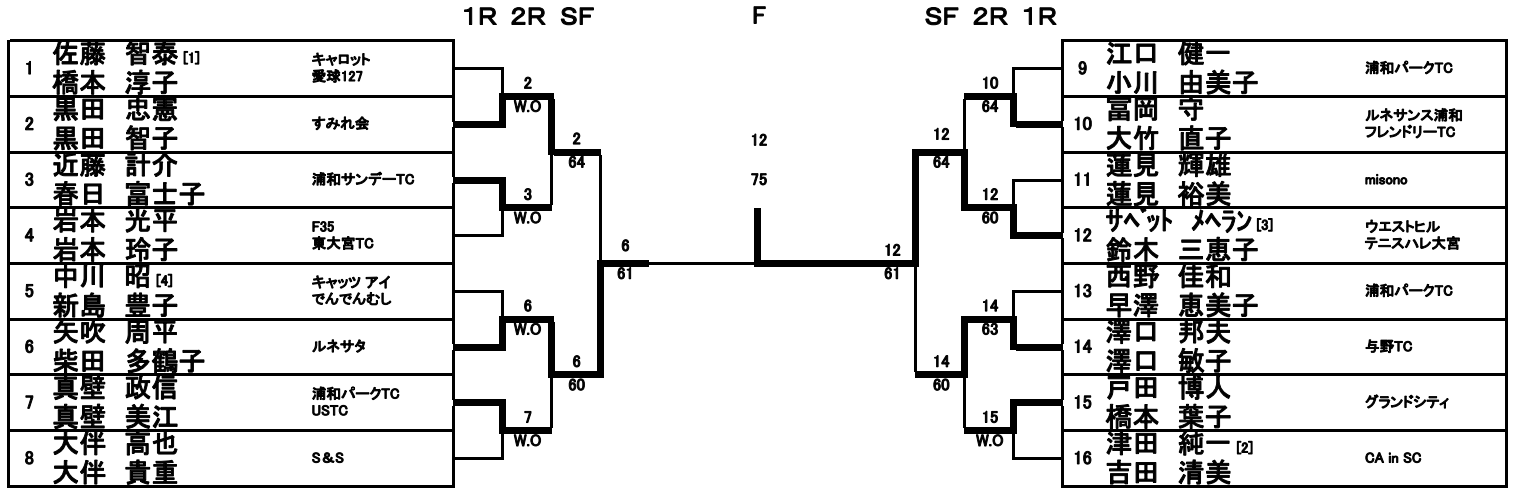 1R 2R SF F SF 2R 1R
1 佐藤 智泰 [1] キャロット
橋本 淳子 愛球127
2 黒田 忠憲 すみれ会
黒田 智子
3 近藤 計介 浦和サンデーTC
春日 富士子
4 岩本 光平 F35
岩本 玲子 東大宮TC
5 中川 昭 [4] キャッツ アイ
新島 豊子 でんでんむし
6 矢吹 周平 ルネサタ
柴田 多鶴子
7 真壁 政信 浦和パークTC
真壁 美江 USTC
8 大伴 高也 S&S
大伴 貴重
2
W.O
3
W.O
6
W.O
7
W.O
2
64
6
60
6
61
12
75
12
61
12
64
14
60
10
64
12
60
14
63
15
W.O
9 江口 健一 浦和パークTC
小川 由美子
10 冨岡 守 ルネサンス浦和
大竹 直子 フレンドリーTC
11 蓮見 輝雄 misono
蓮見 裕美
12 サヘ゛ット メヘラン [3] ウエストヒル
鈴木 三恵子 テニスハレ大宮
13 西野 佳和 浦和パークTC
早澤 恵美子
14 澤口 邦夫 与野TC
澤口 敏子
15 戸田 博人 グランドシティ
橋本 葉子
16 津田 純一 [2] CA in SC
吉田 清美